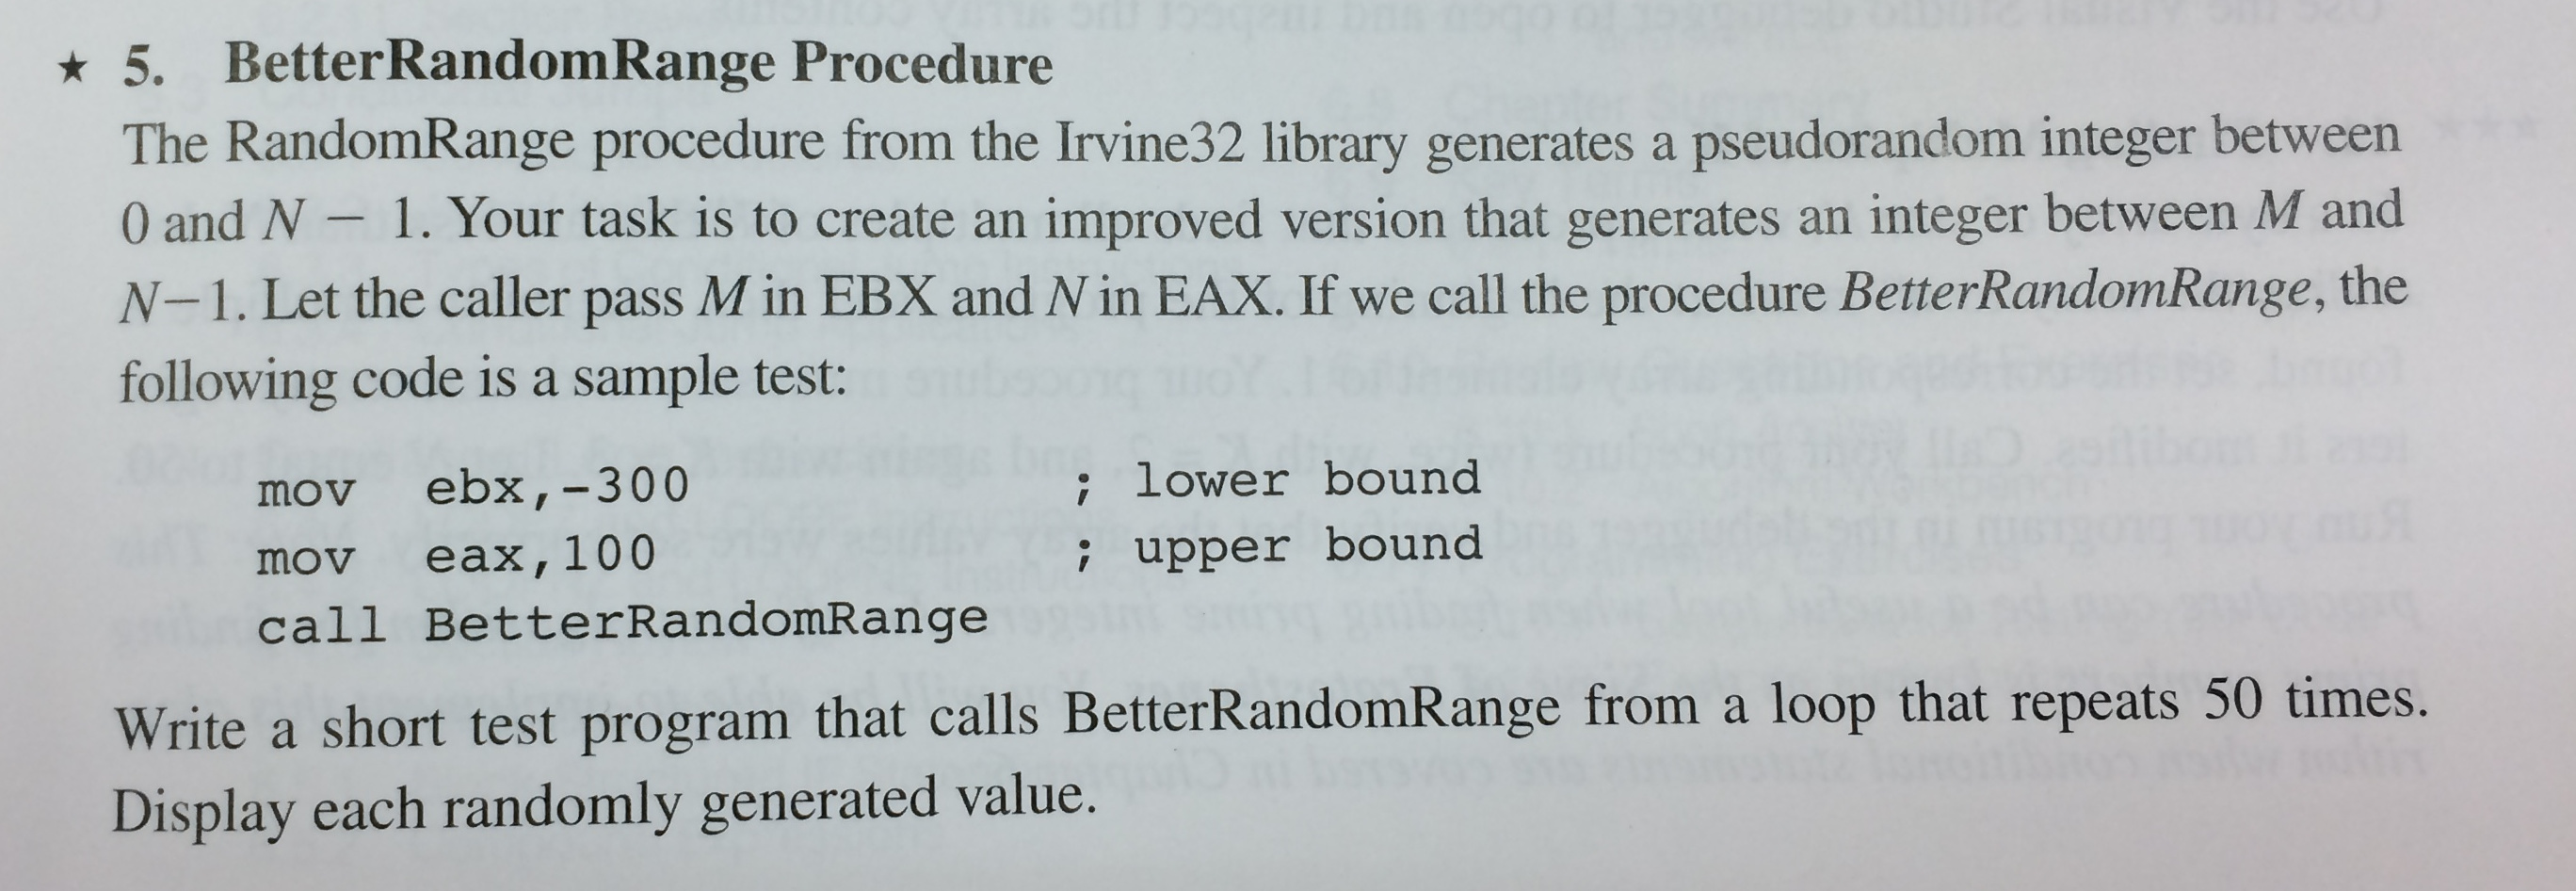 ★ 5. BetterRandomRange Procedure
The RandomRange procedure from the Irvine32 library generates a pseudorandom integer between
0 and N − 1. Your task is to create an improved version that generates an integer between M and
N−1. Let the caller pass M in EBX and N in EAX. If we call the procedure BetterRandomRange, the
following code is a sample test:
mov ebx,-300 ; lower bound
mov eax,100 ; upper bound
call BetterRandomRange
Write a short test program that calls BetterRandomRange from a loop that repeats 50 times.
Display each randomly generated value.